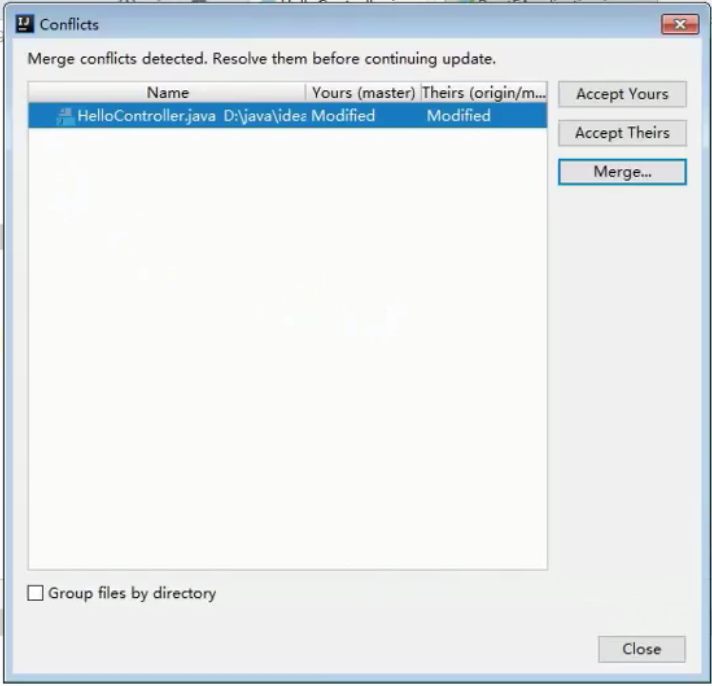 Conflicts
Merge conflicts detected. Resolve them before continuing update.
Name Yours (master) Theirs (origin/m...
HelloController.java D:\java\idea Modified Modified
Accept Yours
Accept Theirs
Merge...
Group files by directory
Close